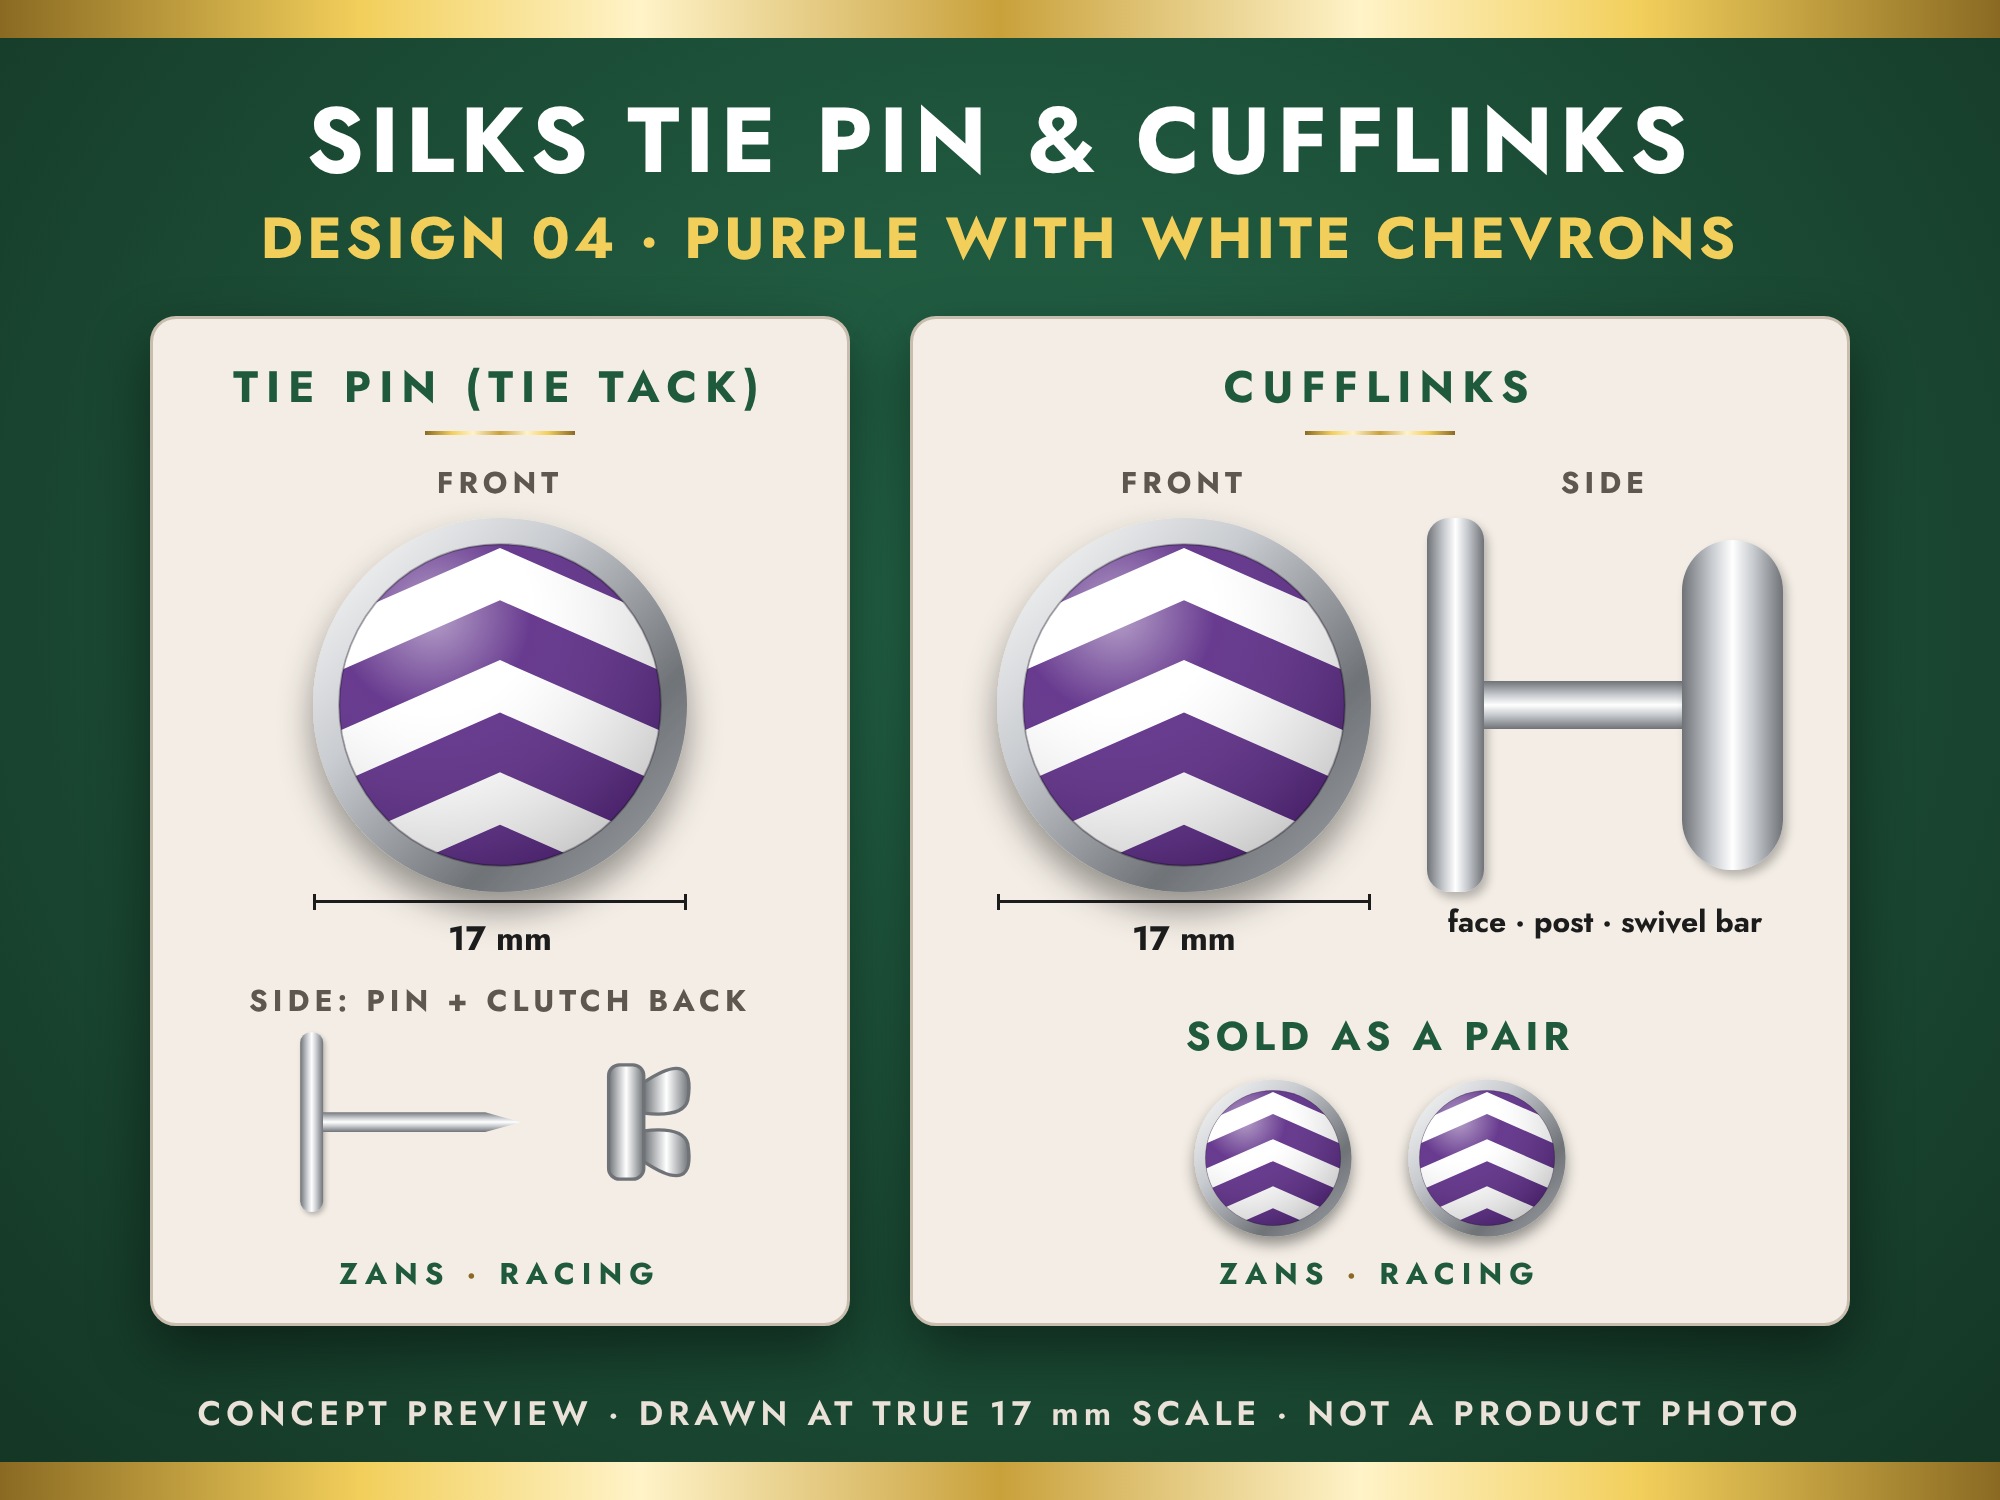 SILKS TIE PIN & CUFFLINKS
DESIGN 04 · PURPLE WITH WHITE CHEVRONS
TIE PIN (TIE TACK)
FRONT
17 mm
SIDE: PIN + CLUTCH BACK
ZANS · RACING
CUFFLINKS
FRONT
SIDE
17 mm
face · post · swivel bar
SOLD AS A PAIR
ZANS · RACING
CONCEPT PREVIEW · DRAWN AT TRUE 17 mm SCALE · NOT A PRODUCT PHOTO